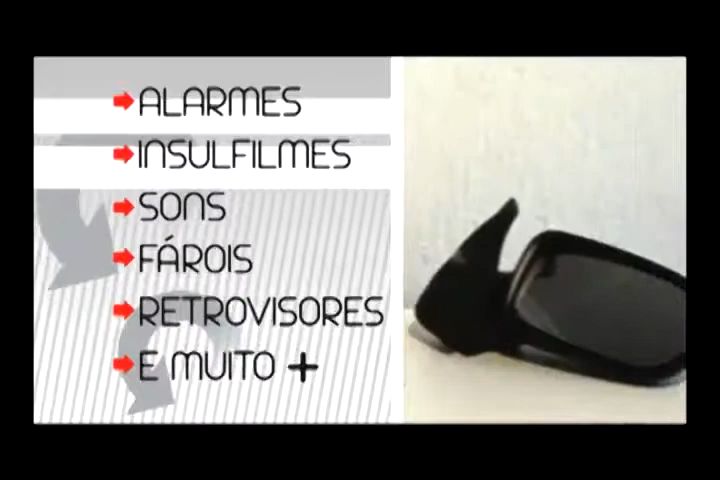 ALARMES
INSULFILMES
SONS
FÁROIS
RETROVISORES
E MUITO +